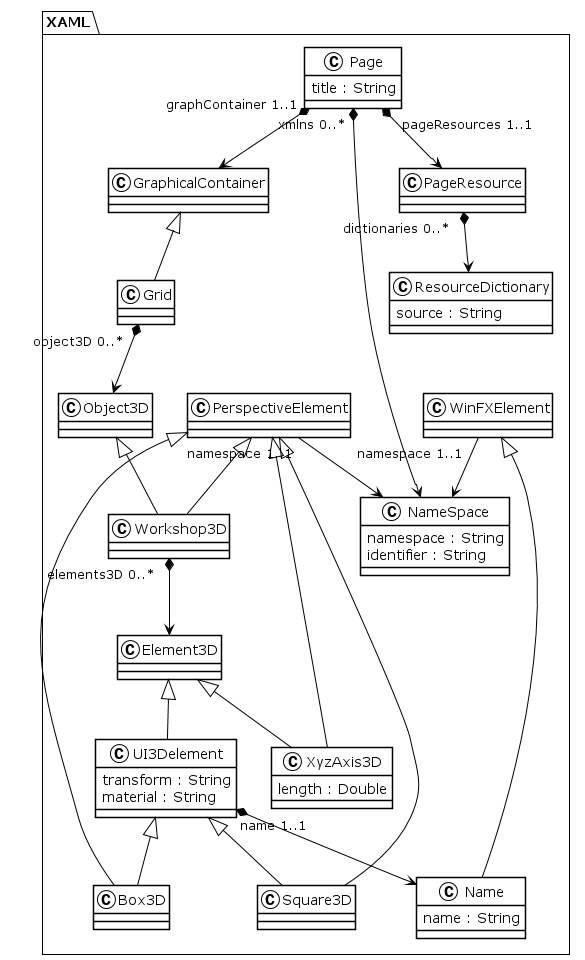 XAML
C Page
title : String
graphContainer 1..1
xmlns 0..*
pageResources 1..1
C GraphicalContainer
C PageResource
dictionaries 0..*
C Grid
C ResourceDictionary
source : String
object3D 0..*
C Object3D
C PerspectiveElement
C WinFXElement
namespace 1..1
namespace 1..1
C NameSpace
namespace : String
identifier : String
C Workshop3D
elements3D 0..*
C Element3D
C UI3Delement
transform : String
material : String
C XyzAxis3D
length : Double
name 1..1
C Box3D
C Square3D
C Name
name : String